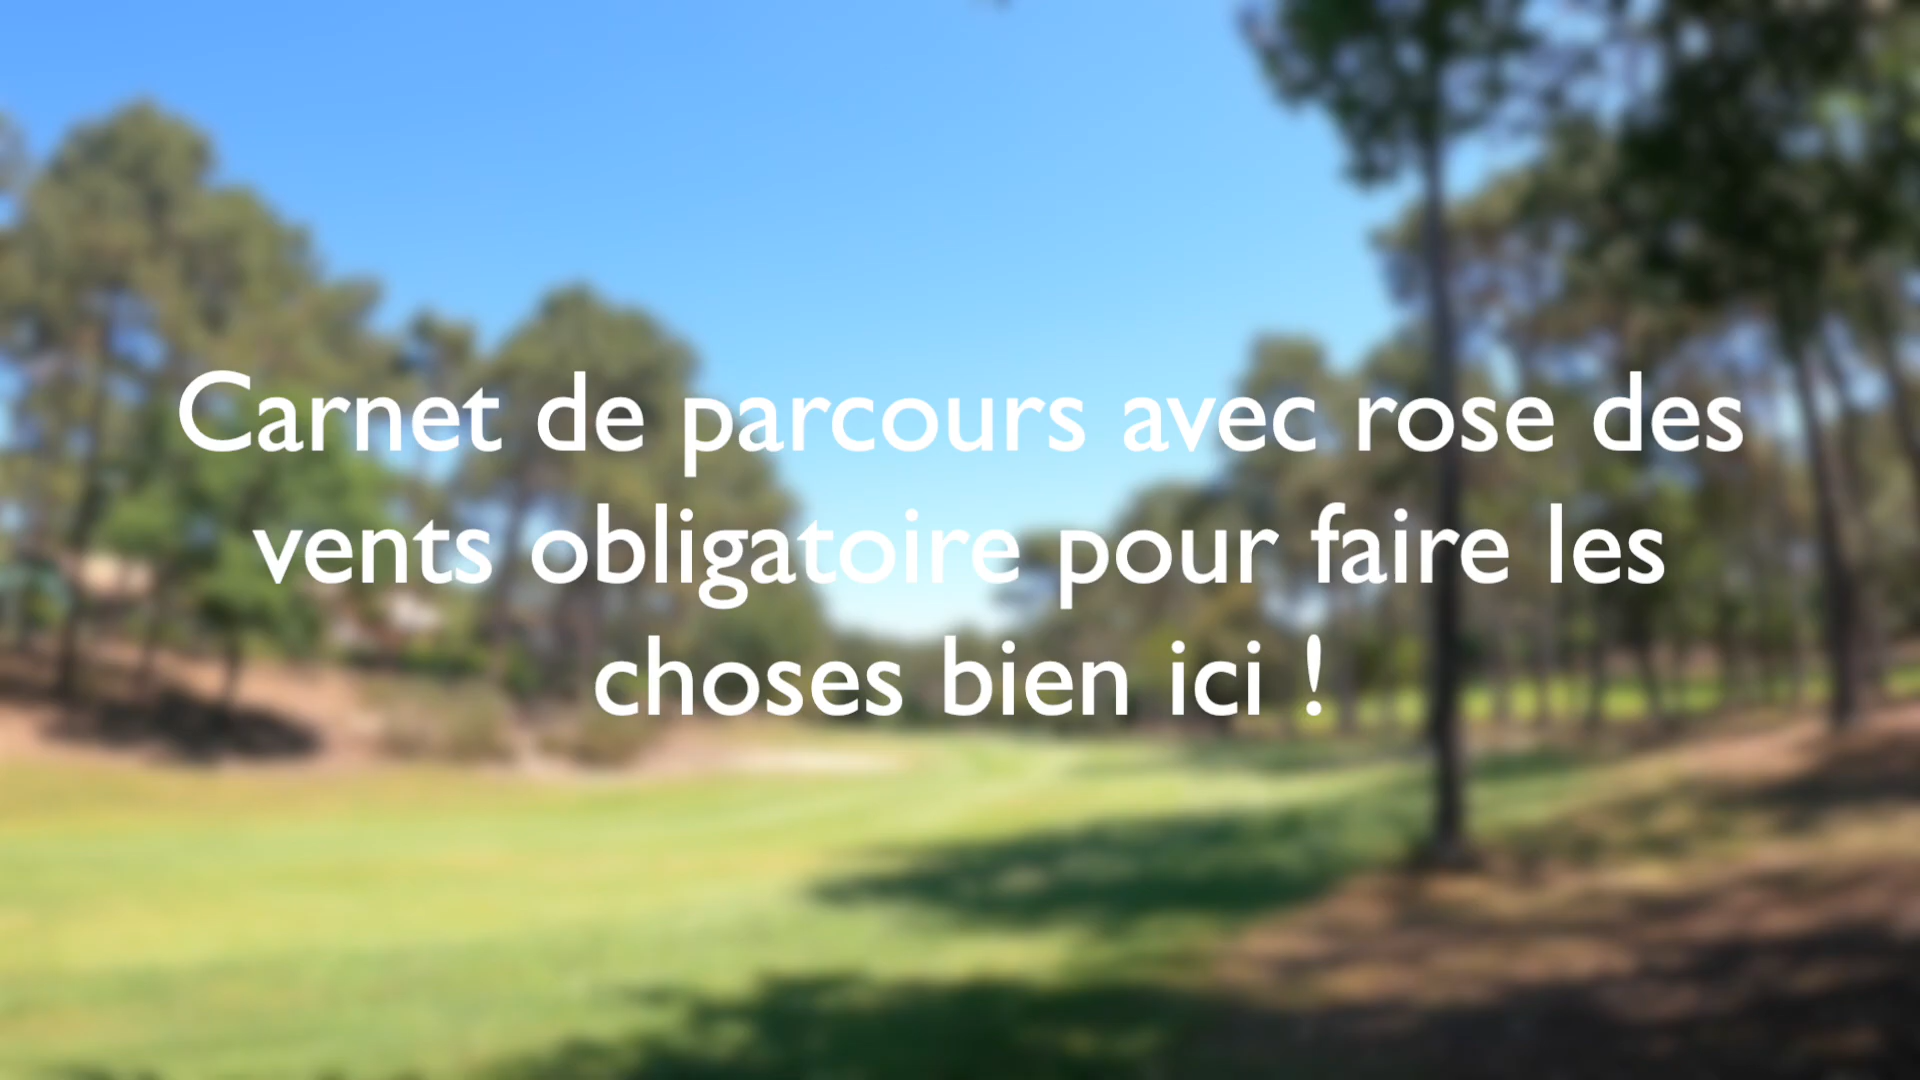 Carnet de parcours avec rose des
vents obligatoire pour faire les
choses bien ici !